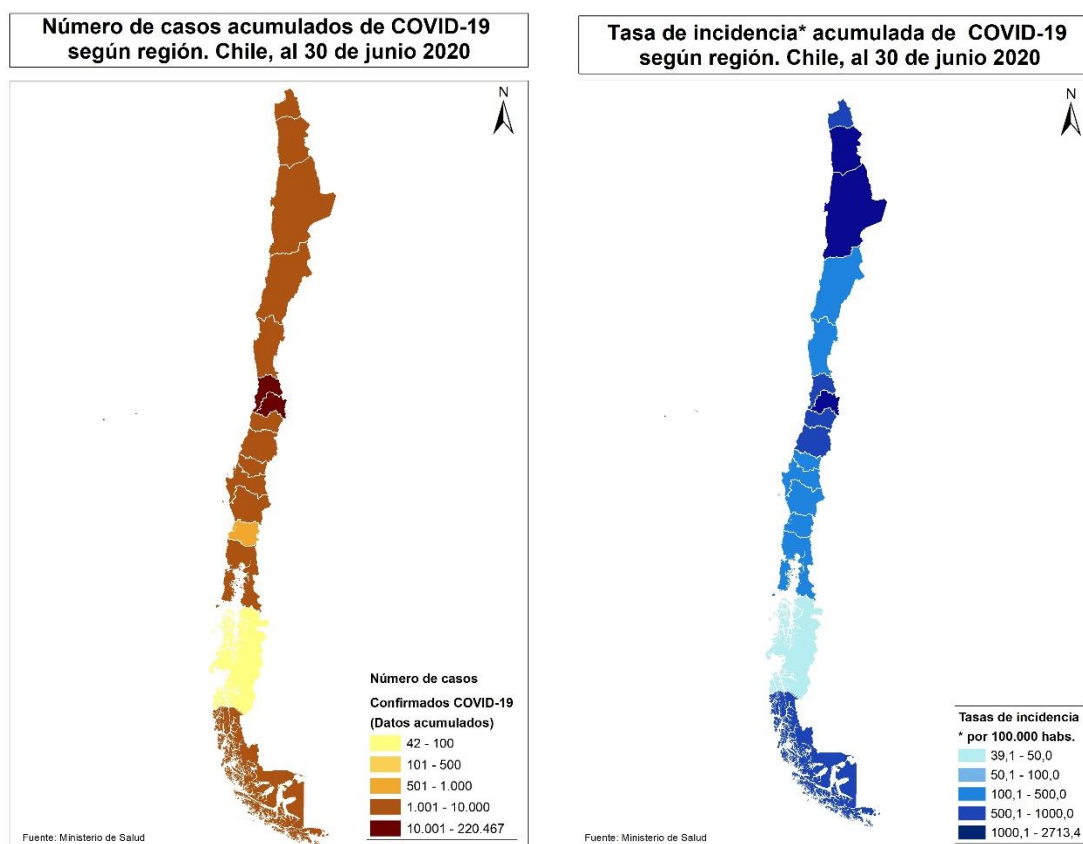 Número de casos acumulados de COVID-19
según región. Chile, al 30 de junio 2020
N
Número de casos
Confirmados COVID-19
(Datos acumulados)
42 - 100
101 - 500
501 - 1.000
1.001 - 10.000
10.001 - 220.467
Fuente: Ministerio de Salud
Tasa de incidencia* acumulada de COVID-19
según región. Chile, al 30 de junio 2020
N
Tasas de incidencia
* por 100.000 habs.
39,1 - 50,0
50,1 - 100,0
100,1 - 500,0
500,1 - 1000,0
1000,1 - 2713,4
Fuente: Ministerio de Salud